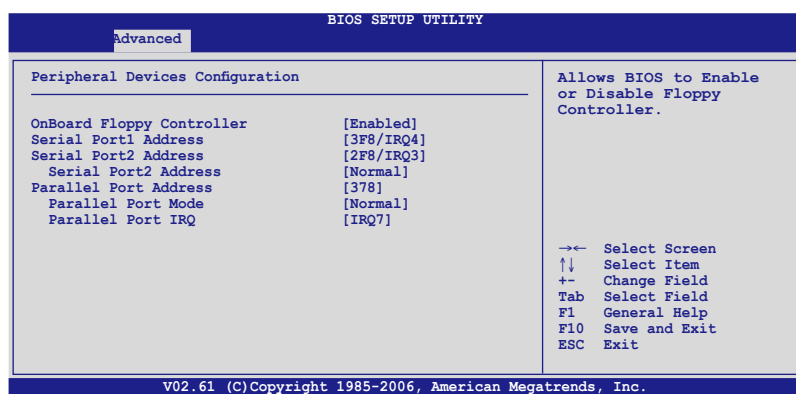 BIOS SETUP UTILITY
Advanced
Peripheral Devices Configuration
OnBoard Floppy Controller [Enabled]
Serial Port1 Address [3F8/IRQ4]
Serial Port2 Address [2F8/IRQ3]
Serial Port2 Address [Normal]
Parallel Port Address [378]
Parallel Port Mode [Normal]
Parallel Port IRQ [IRQ7]
Allows BIOS to Enable
or Disable Floppy
Controller.
→← Select Screen
↑↓ Select Item
+- Change Field
Tab Select Field
F1 General Help
F10 Save and Exit
ESC Exit
V02.61 (C)Copyright 1985-2006, American Megatrends, Inc.